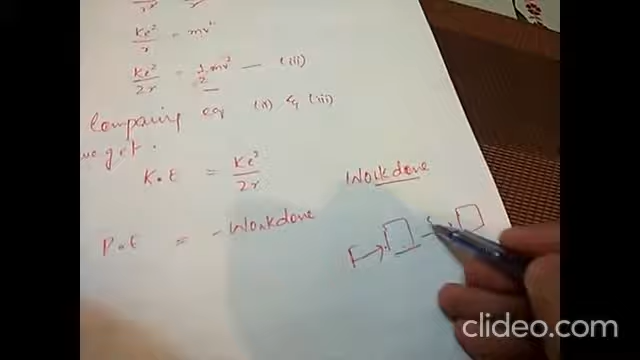 Ke²/r = mv²
Ke²/2r = 1/2 mv² — (iii)
Comparing eq (ii) & (iii)
we get.
K.E = Ke²/2r
Workdone
P.E = - Workdone
F
clideo.com